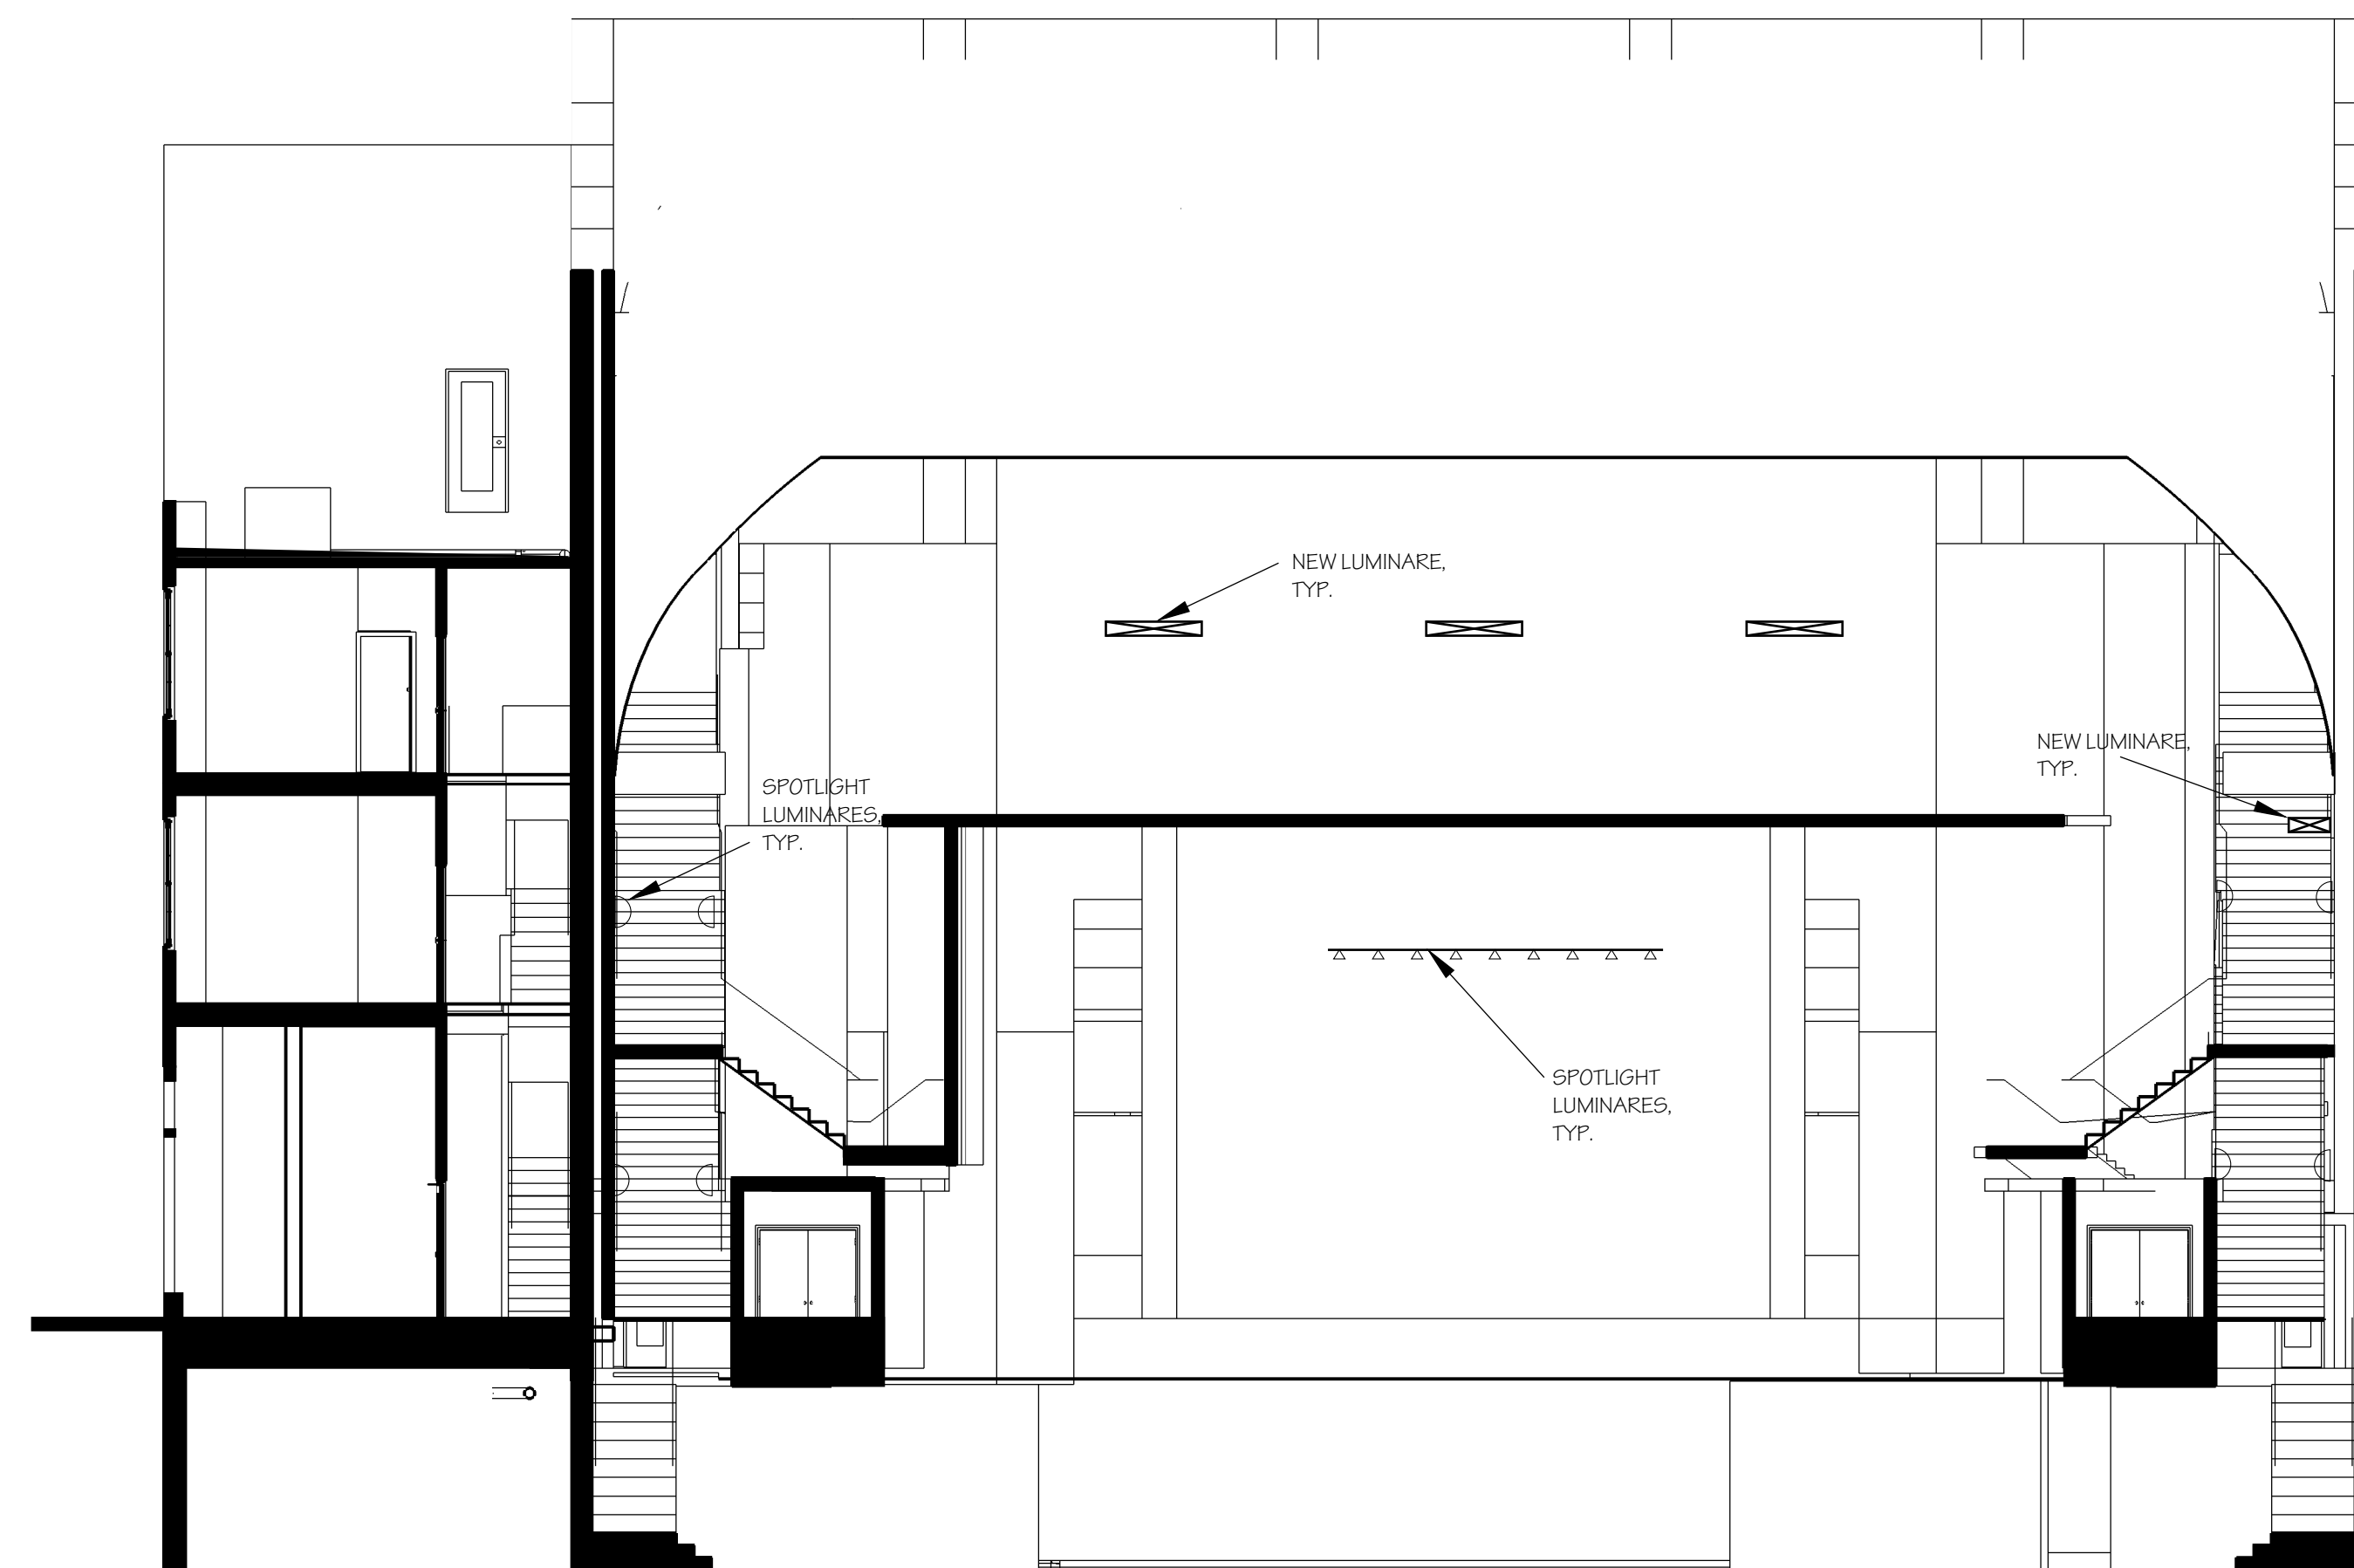 NEW LUMINARE,
TYP.
NEW LUMINARE,
TYP.
SPOTLIGHT
LUMINARES,
TYP.
SPOTLIGHT
LUMINARES,
TYP.